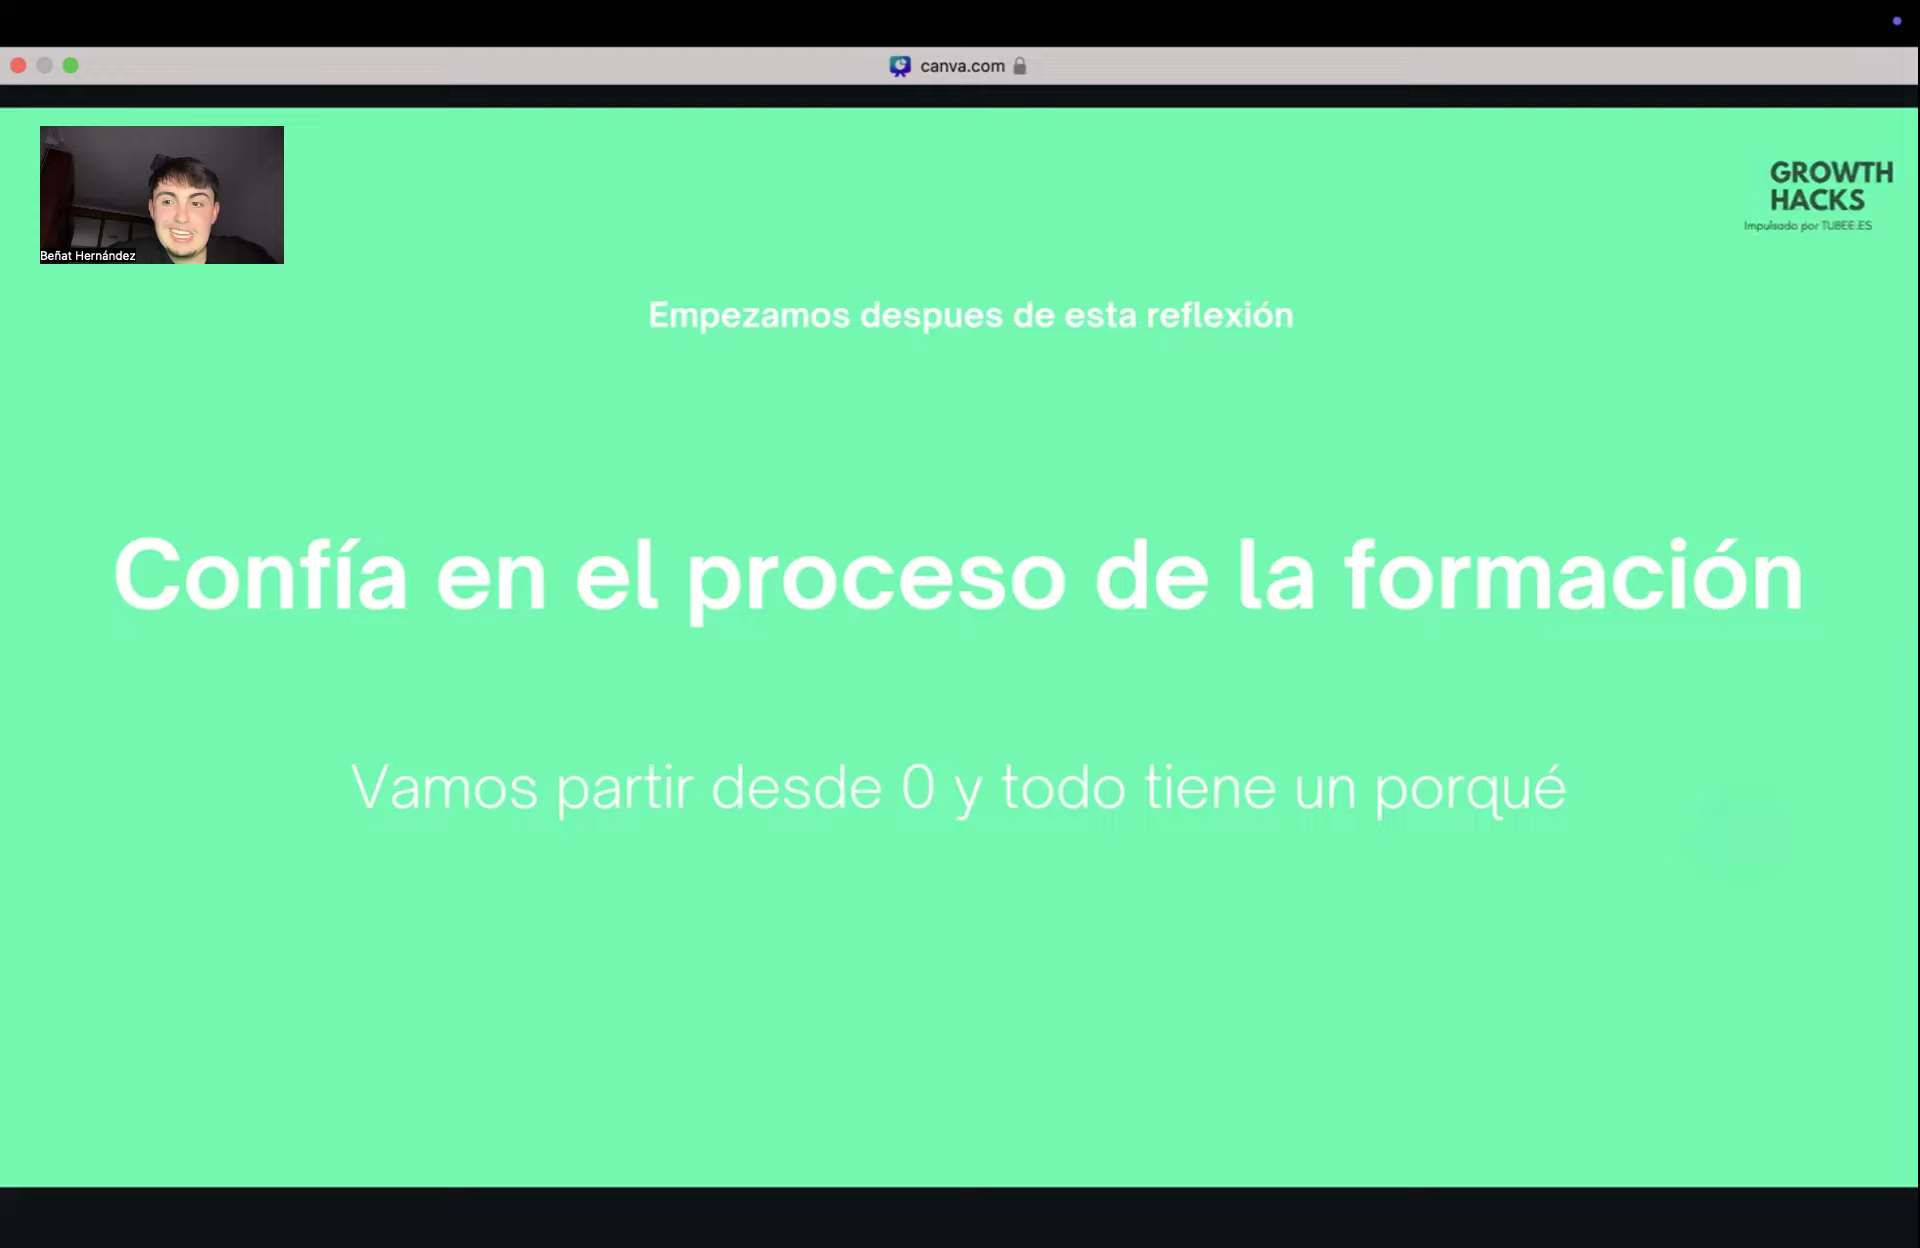 canva.com
Beñat Hernández
GROWTH
HACKS
Impulsado por TUBEE.ES
Empezamos despues de esta reflexión
Confía en el proceso de la formación
Vamos partir desde 0 y todo tiene un porqué